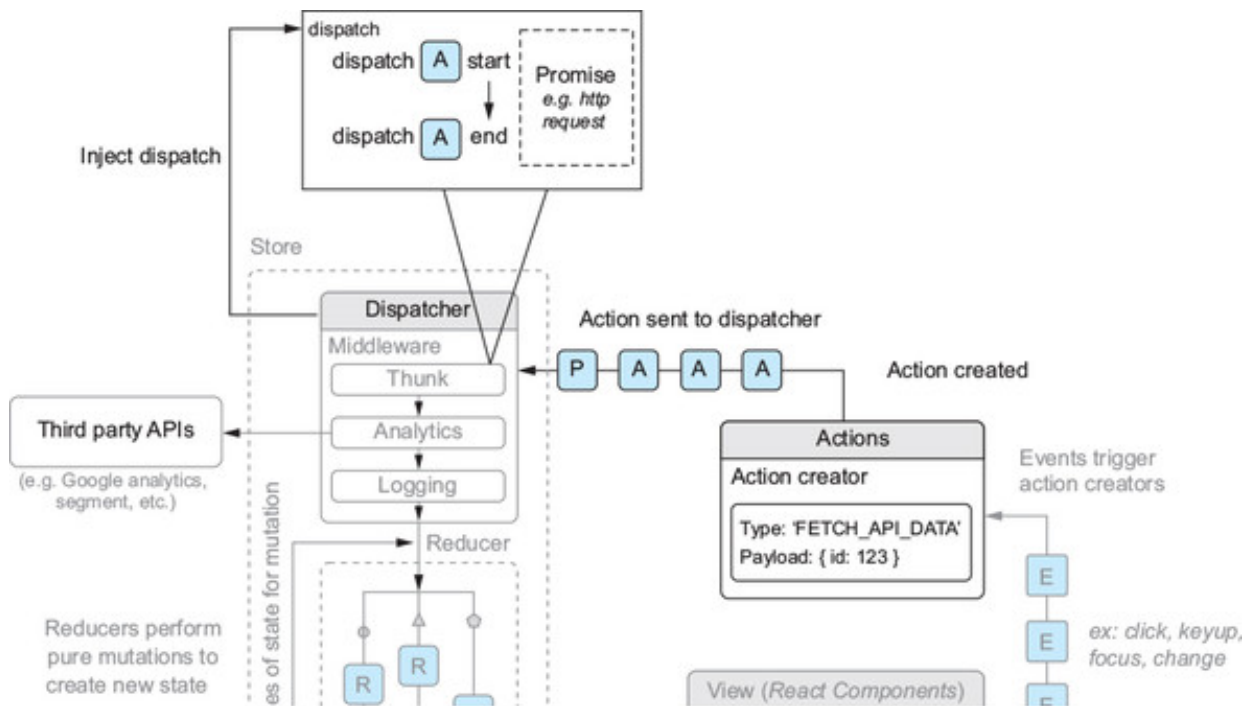 dispatch
dispatch A start
Promise
e.g. http
request
dispatch A end
Inject dispatch
Store
Dispatcher
Middleware
Thunk
Analytics
Logging
Action sent to dispatcher
P A A A
Action created
Third party APIs
(e.g. Google analytics,
segment, etc.)
Actions
Action creator
Type: 'FETCH_API_DATA'
Payload: { id: 123 }
Events trigger
action creators
E
E
E
ex: click, keyup,
focus, change
Reducer
es of state for mutation
R
R
Reducers perform
pure mutations to
create new state
View (React Components)